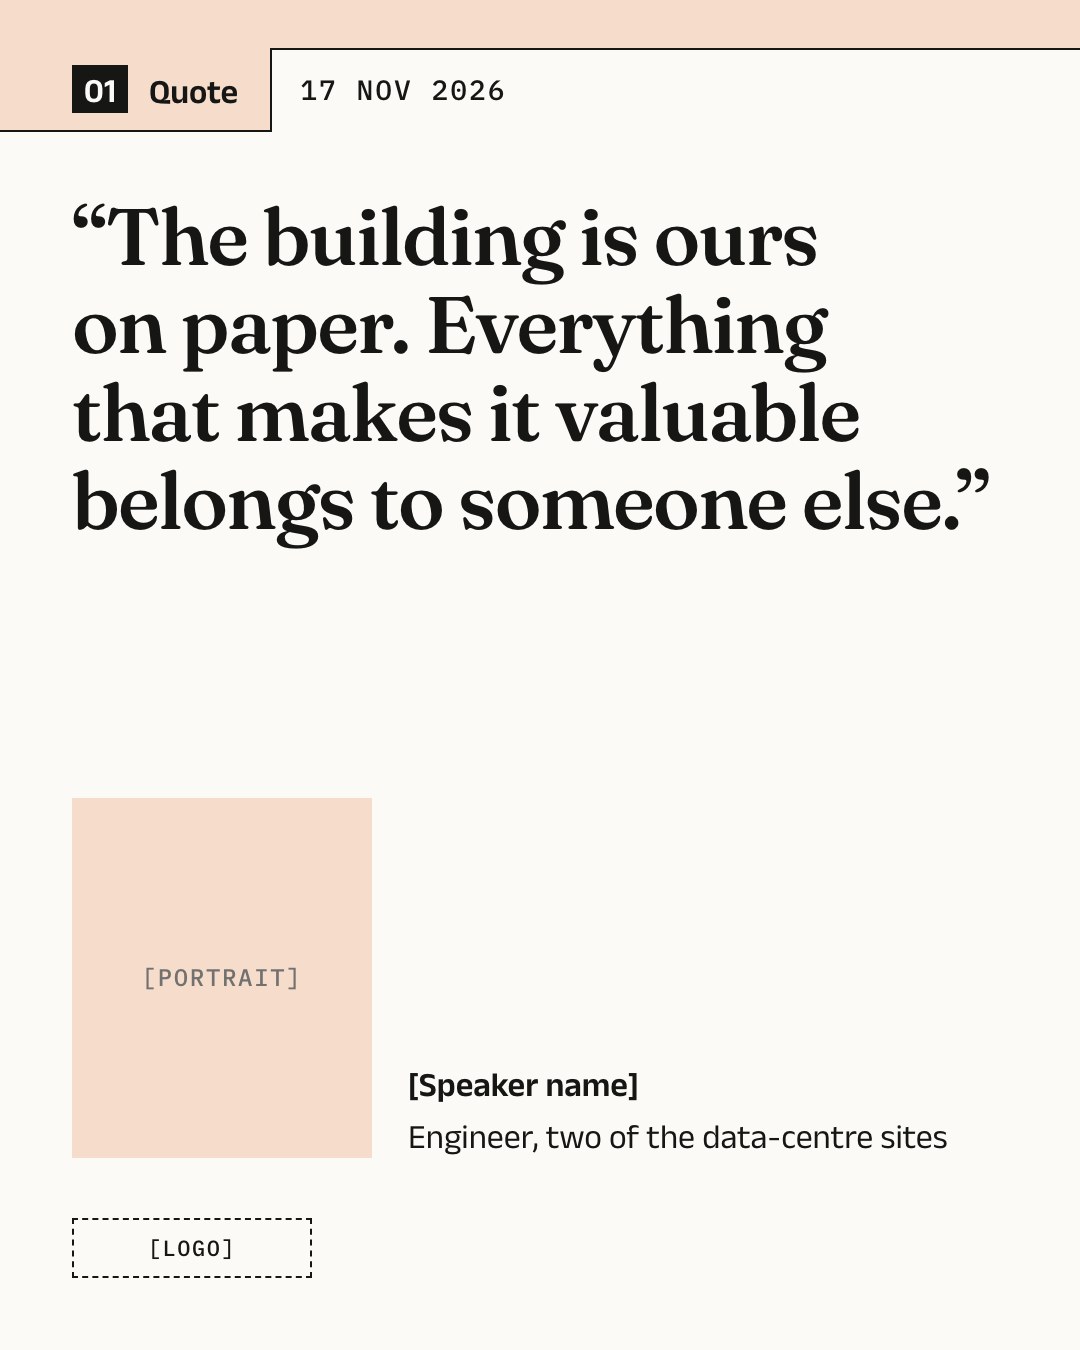 01 Quote
17 NOV 2026
“The building is ours
on paper. Everything
that makes it valuable
belongs to someone else.”
[PORTRAIT]
[Speaker name]
Engineer, two of the data-centre sites
[LOGO]